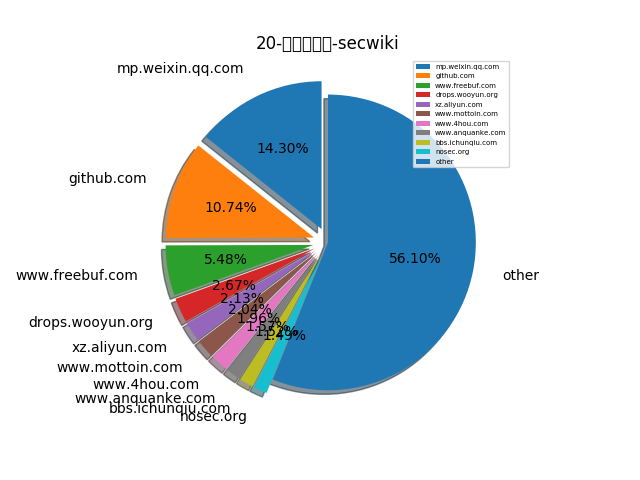 20-□□□□□-secwiki
mp.weixin.qq.com
github.com
www.freebuf.com
drops.wooyun.org
xz.aliyun.com
www.mottoin.com
www.4hou.com
www.anquanke.com
bbs.ichunqiu.com
nosec.org
other
14.30%
10.74%
5.48%
2.67%
2.13%
2.04%
1.96%
1.57%
1.52%
1.49%
56.10%
mp.weixin.qq.com
github.com
www.freebuf.com
drops.wooyun.org
xz.aliyun.com
www.mottoin.com
www.4hou.com
www.anquanke.com
bbs.ichunqiu.com
nosec.org
other